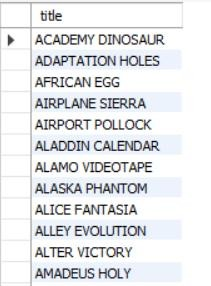 title
ACADEMY DINOSAUR
ADAPTATION HOLES
AFRICAN EGG
AIRPLANE SIERRA
AIRPORT POLLOCK
ALADDIN CALENDAR
ALAMO VIDEOTAPE
ALASKA PHANTOM
ALICE FANTASIA
ALLEY EVOLUTION
ALTER VICTORY
AMADEUS HOLY